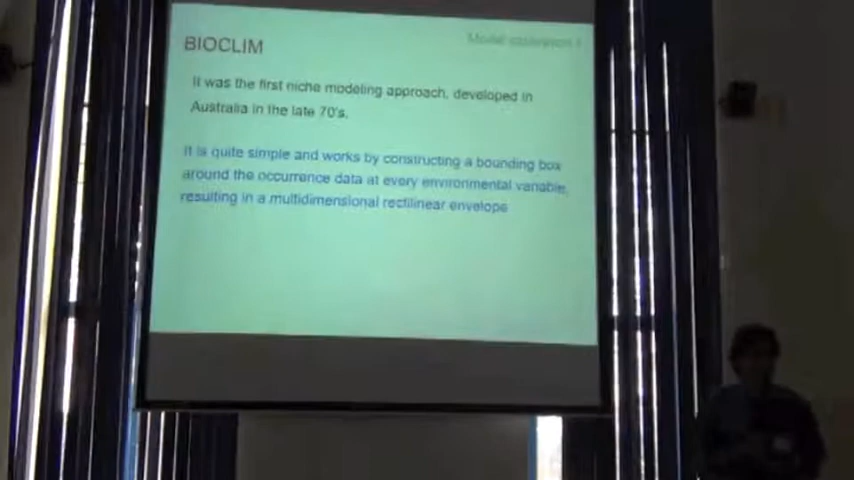 BIOCLIM
It was the first niche modeling approach, developed in
Australia in the late 70's.
It is quite simple and works by constructing a bounding box
around the occurrence data at every environmental variable,
resulting in a multidimensional rectilinear envelope